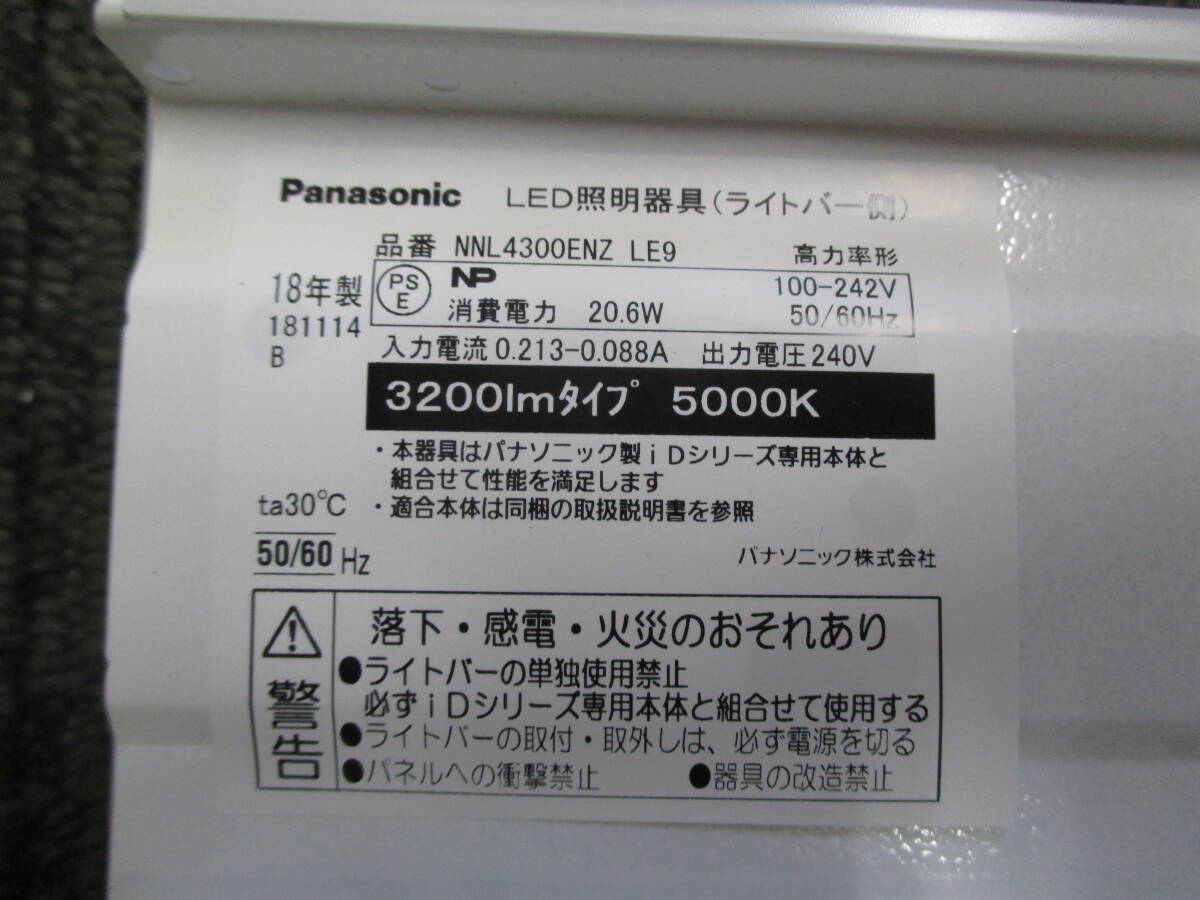 Panasonic LED照明器具(ライトバー側)
品番 NNL4300ENZ LE9 高力率形
18年製
181114
B
PS
E
NP 100-242V
消費電力 20.6W 50/60Hz
入力電流0.213-0.088A 出力電圧240V
3200lmタイプ 5000K
・本器具はパナソニック製iDシリーズ専用本体と
組合せて性能を満足します
・適合本体は同梱の取扱説明書を参照
ta30℃
50/60 Hz
パナソニック株式会社
警告
落下・感電・火災のおそれあり
●ライトバーの単独使用禁止
必ずiDシリーズ専用本体と組合せて使用する
●ライトバーの取付・取外しは、必ず電源を切る
●パネルへの衝撃禁止 ●器具の改造禁止